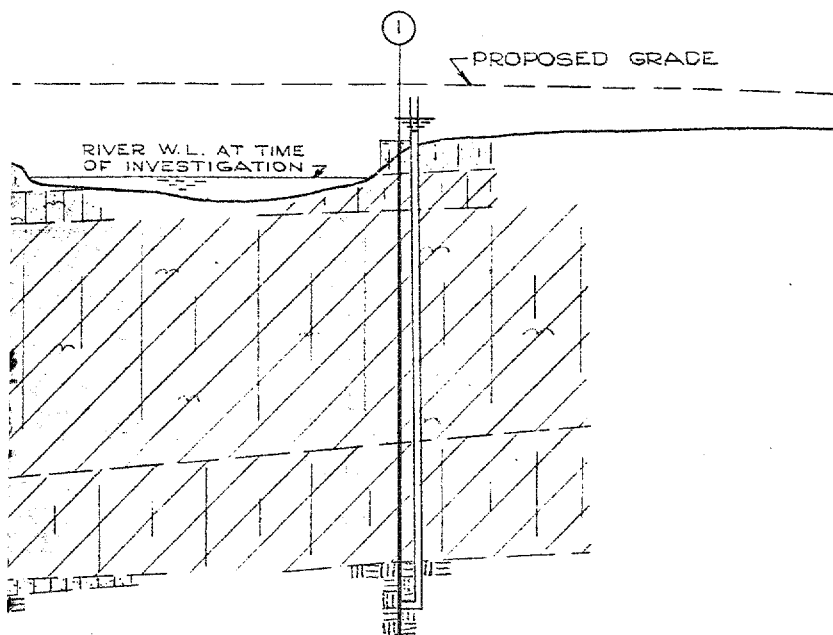 1
PROPOSED GRADE
RIVER W.L. AT TIME
OF INVESTIGATION